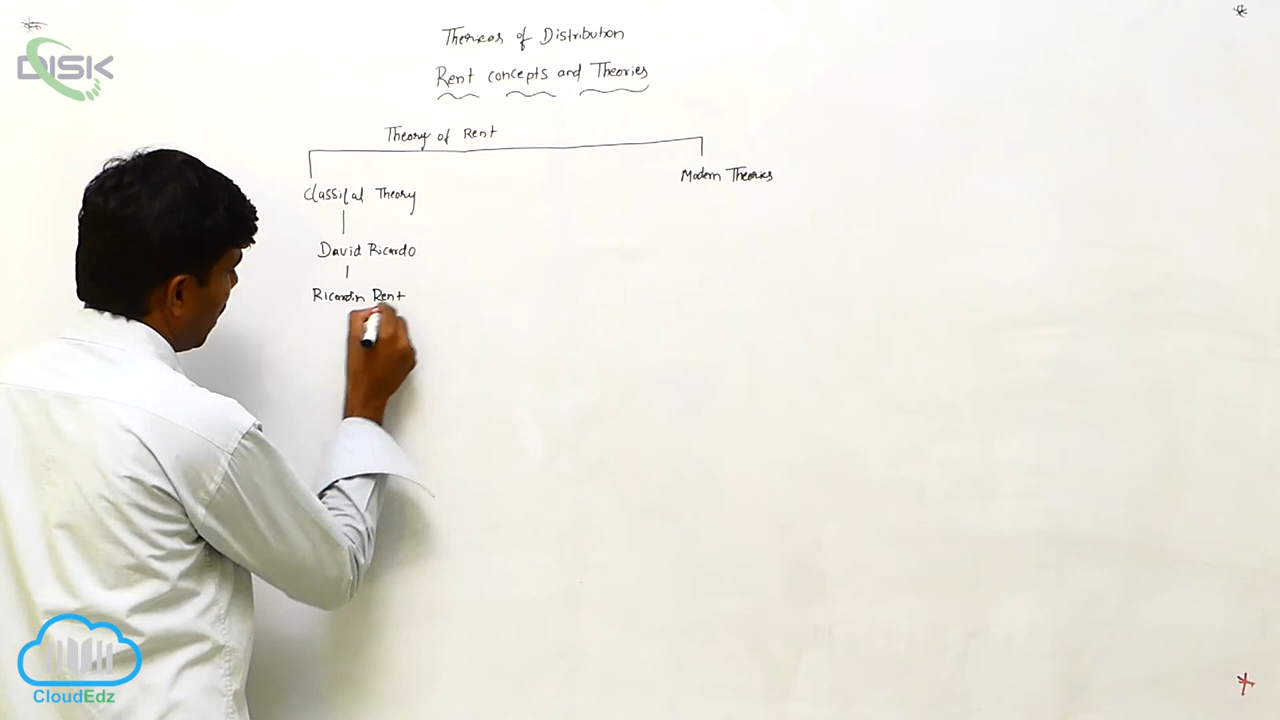 DISK
Theories of Distribution
Rent concepts and Theories
Theory of Rent
Classifal Theory
Modern Theories
David Ricardo
Ricardin Rent
CloudEdz